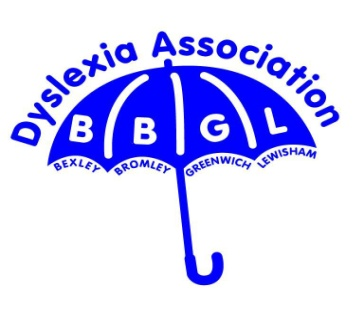 Dyslexia Association
B B G L
BEXLEY BROMLEY GREENWICH LEWISHAM